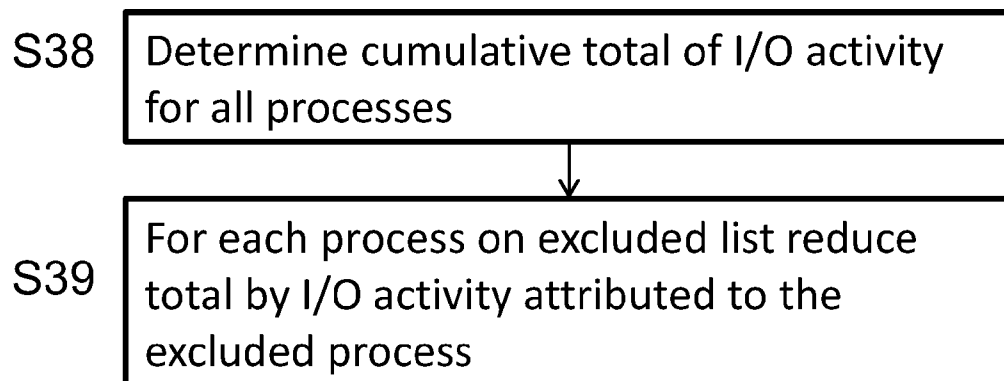 S38
Determine cumulative total of I/O activity
for all processes
S39
For each process on excluded list reduce
total by I/O activity attributed to the
excluded process